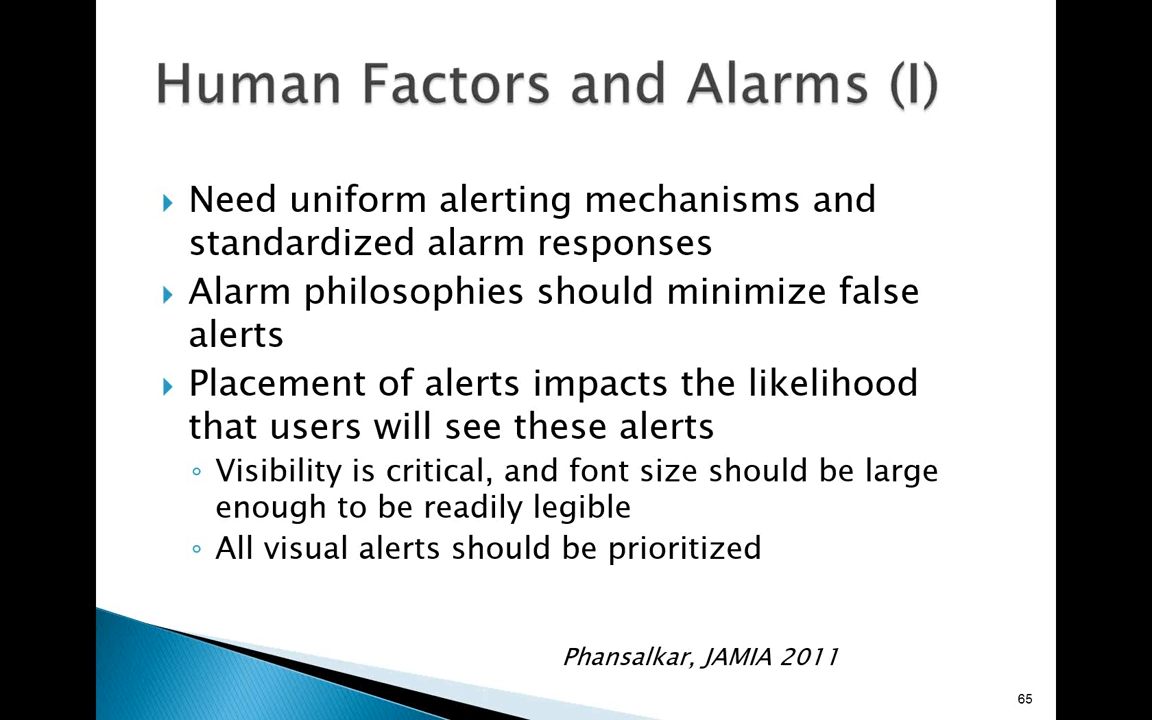 Human Factors and Alarms (I)
Need uniform alerting mechanisms and
standardized alarm responses
Alarm philosophies should minimize false
alerts
Placement of alerts impacts the likelihood
that users will see these alerts
Visibility is critical, and font size should be large
enough to be readily legible
All visual alerts should be prioritized
Phansalkar, JAMIA 2011
65